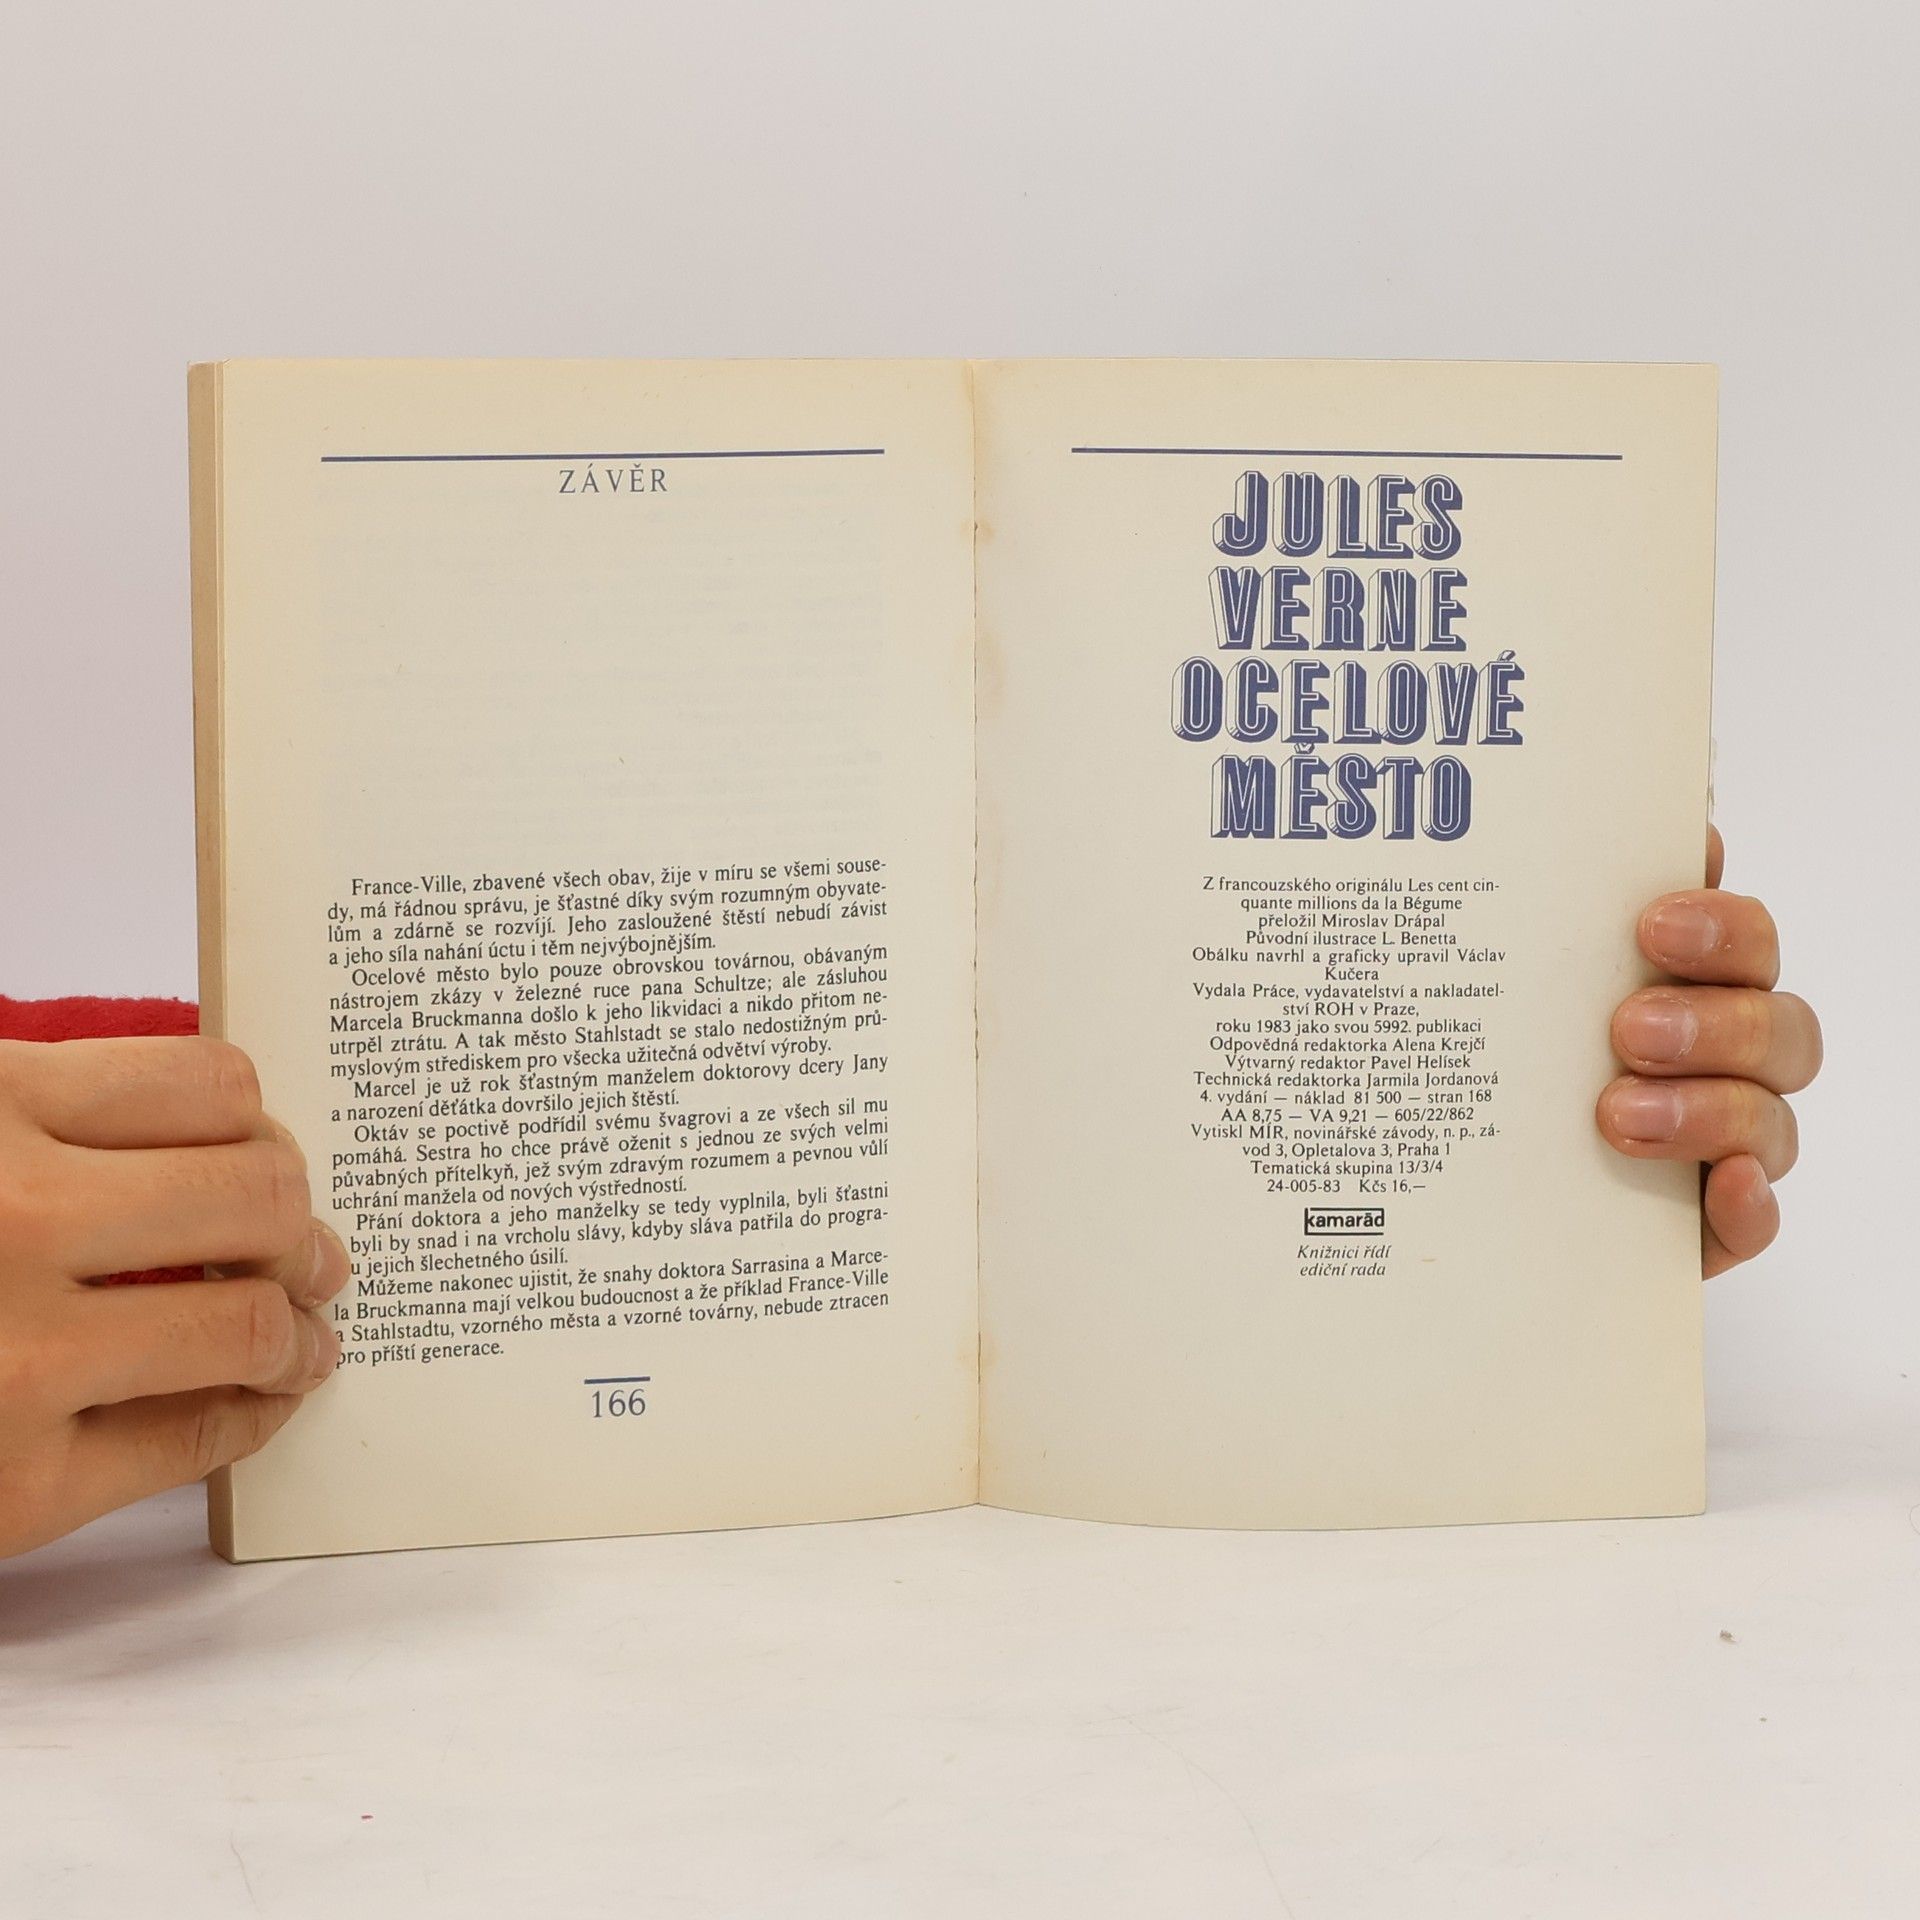 ZÁVĚR
France-Ville, zbavené všech obav, žije v míru se všemi souse-
dy, má řádnou správu, je šťastné díky svým rozumným obyvate-
lům a zdárně se rozvíjí. Jeho zasloužené štěstí nebudí závist
a jeho síla nahání úctu i těm nejvýbojnějším.
Ocelové město bylo pouze obrovskou továrnou, obávaným
nástrojem zkázy v železné ruce pana Schultze; ale zásluhou
Marcela Bruckmanna došlo k jeho likvidaci a nikdo přitom ne-
utrpěl ztrátu. A tak město Stahlstadt se stalo nedostižným prů-
myslovým střediskem pro všecka užitečná odvětví výroby.
Marcel je už rok šťastným manželem doktorovy dcery Jany
a narození děťátka dovršilo jejich štěstí.
Oktáv se poctivě podřídil svému švagrovi a ze všech sil mu
pomáhá. Sestra ho chce právě oženit s jednou ze svých velmi
půvabných přítelkyň, jež svým zdravým rozumem a pevnou vůlí
uchrání manžela od nových výstředností.
Přání doktora a jeho manželky se tedy vyplnila, byli šťastni
byli by snad i na vrcholu slávy, kdyby sláva patřila do progra-
u jejich šlechetného úsilí.
Můžeme nakonec ujistit, že snahy doktora Sarrasina a Marce-
la Bruckmanna mají velkou budoucnost a že příklad France-Ville
a Stahlstadtu, vzorného města a vzorné továrny, nebude ztracen
pro příští generace.
166
JULES
VERNE
OCELOVÉ
MĚSTO
Z francouzského originálu Les cent cin-
quante millions da la Bégume
přeložil Miroslav Drápal
Původní ilustrace L. Benetta
Obálku navrhl a graficky upravil Václav
Kučera
Vydala Práce, vydavatelství a nakladatel-
ství ROH v Praze,
roku 1983 jako svou 5992. publikaci
Odpovědná redaktorka Alena Krejčí
Výtvarný redaktor Pavel Helísek
Technická redaktorka Jarmila Jordanová
4. vydání — náklad 81 500 — stran 168
AA 8,75 — VA 9,21 — 605/22/862
Vytiskl MÍR, novinářské závody, n. p., zá-
vod 3, Opletalova 3, Praha 1
Tematická skupina 13/3/4
24-005-83 Kčs 16,—
kamarád
Knižnici řídí
ediční rada